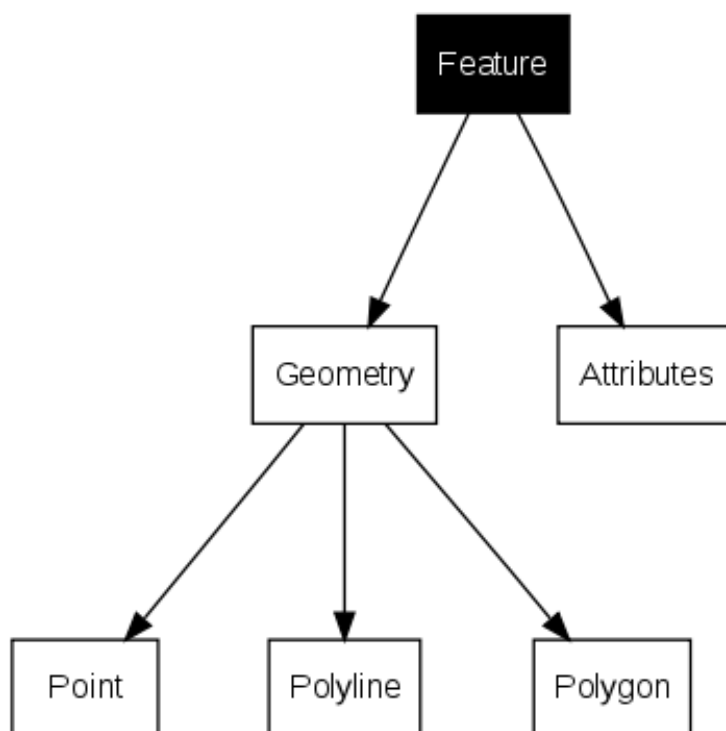 Feature
Geometry
Attributes
Point
Polyline
Polygon